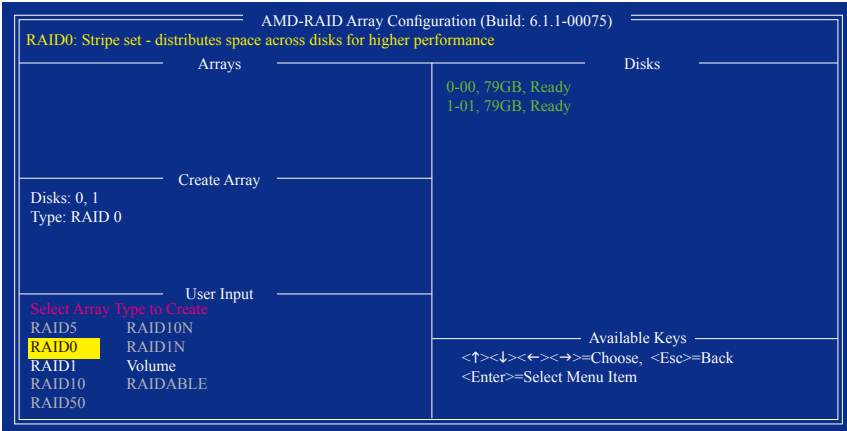 AMD-RAID Array Configuration (Build: 6.1.1-00075)
RAID0: Stripe set - distributes space across disks for higher performance
Arrays
Create Array
Disks: 0, 1
Type: RAID 0
User Input
Select Array Type to Create
RAID5 RAID10N
RAID0 RAID1N
RAID1 Volume
RAID10 RAIDABLE
RAID50
Disks
0-00, 79GB, Ready
1-01, 79GB, Ready
Available Keys
<↑><↓><←><→>=Choose, <Esc>=Back
<Enter>=Select Menu Item